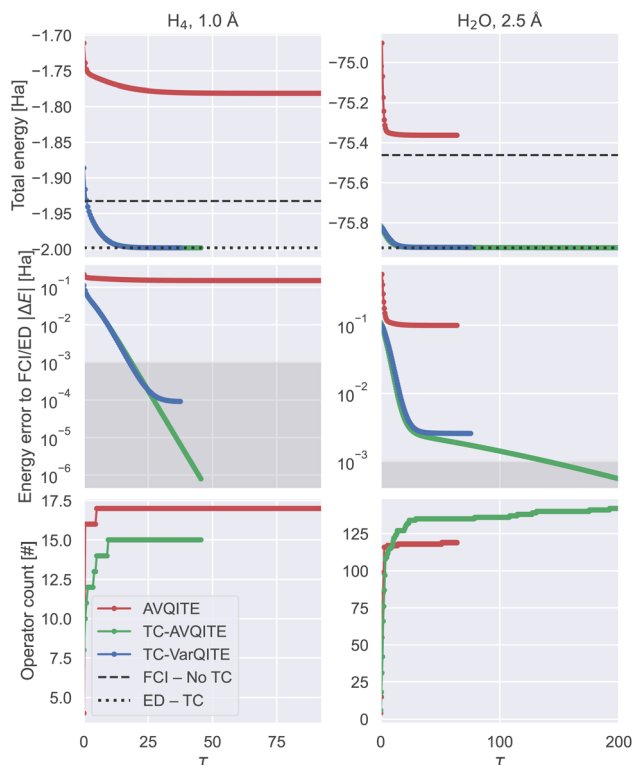 H₄, 1.0 Å
H₂O, 2.5 Å
Total energy [Ha]
−1.70
−1.75
−1.80
−1.85
−1.90
−1.95
−2.00
−75.0
−75.2
−75.4
−75.6
−75.8
Energy error to FCI/ED |ΔE| [Ha]
10⁻¹
10⁻²
10⁻³
10⁻⁴
10⁻⁵
10⁻⁶
10⁻¹
10⁻²
10⁻³
Operator count [#]
17.5
15.0
12.5
10.0
7.5
5.0
125
100
75
50
25
0
AVQITE
TC-AVQITE
TC-VarQITE
FCI – No TC
ED – TC
0 25 50 75
0 50 100 150 200
τ
τ